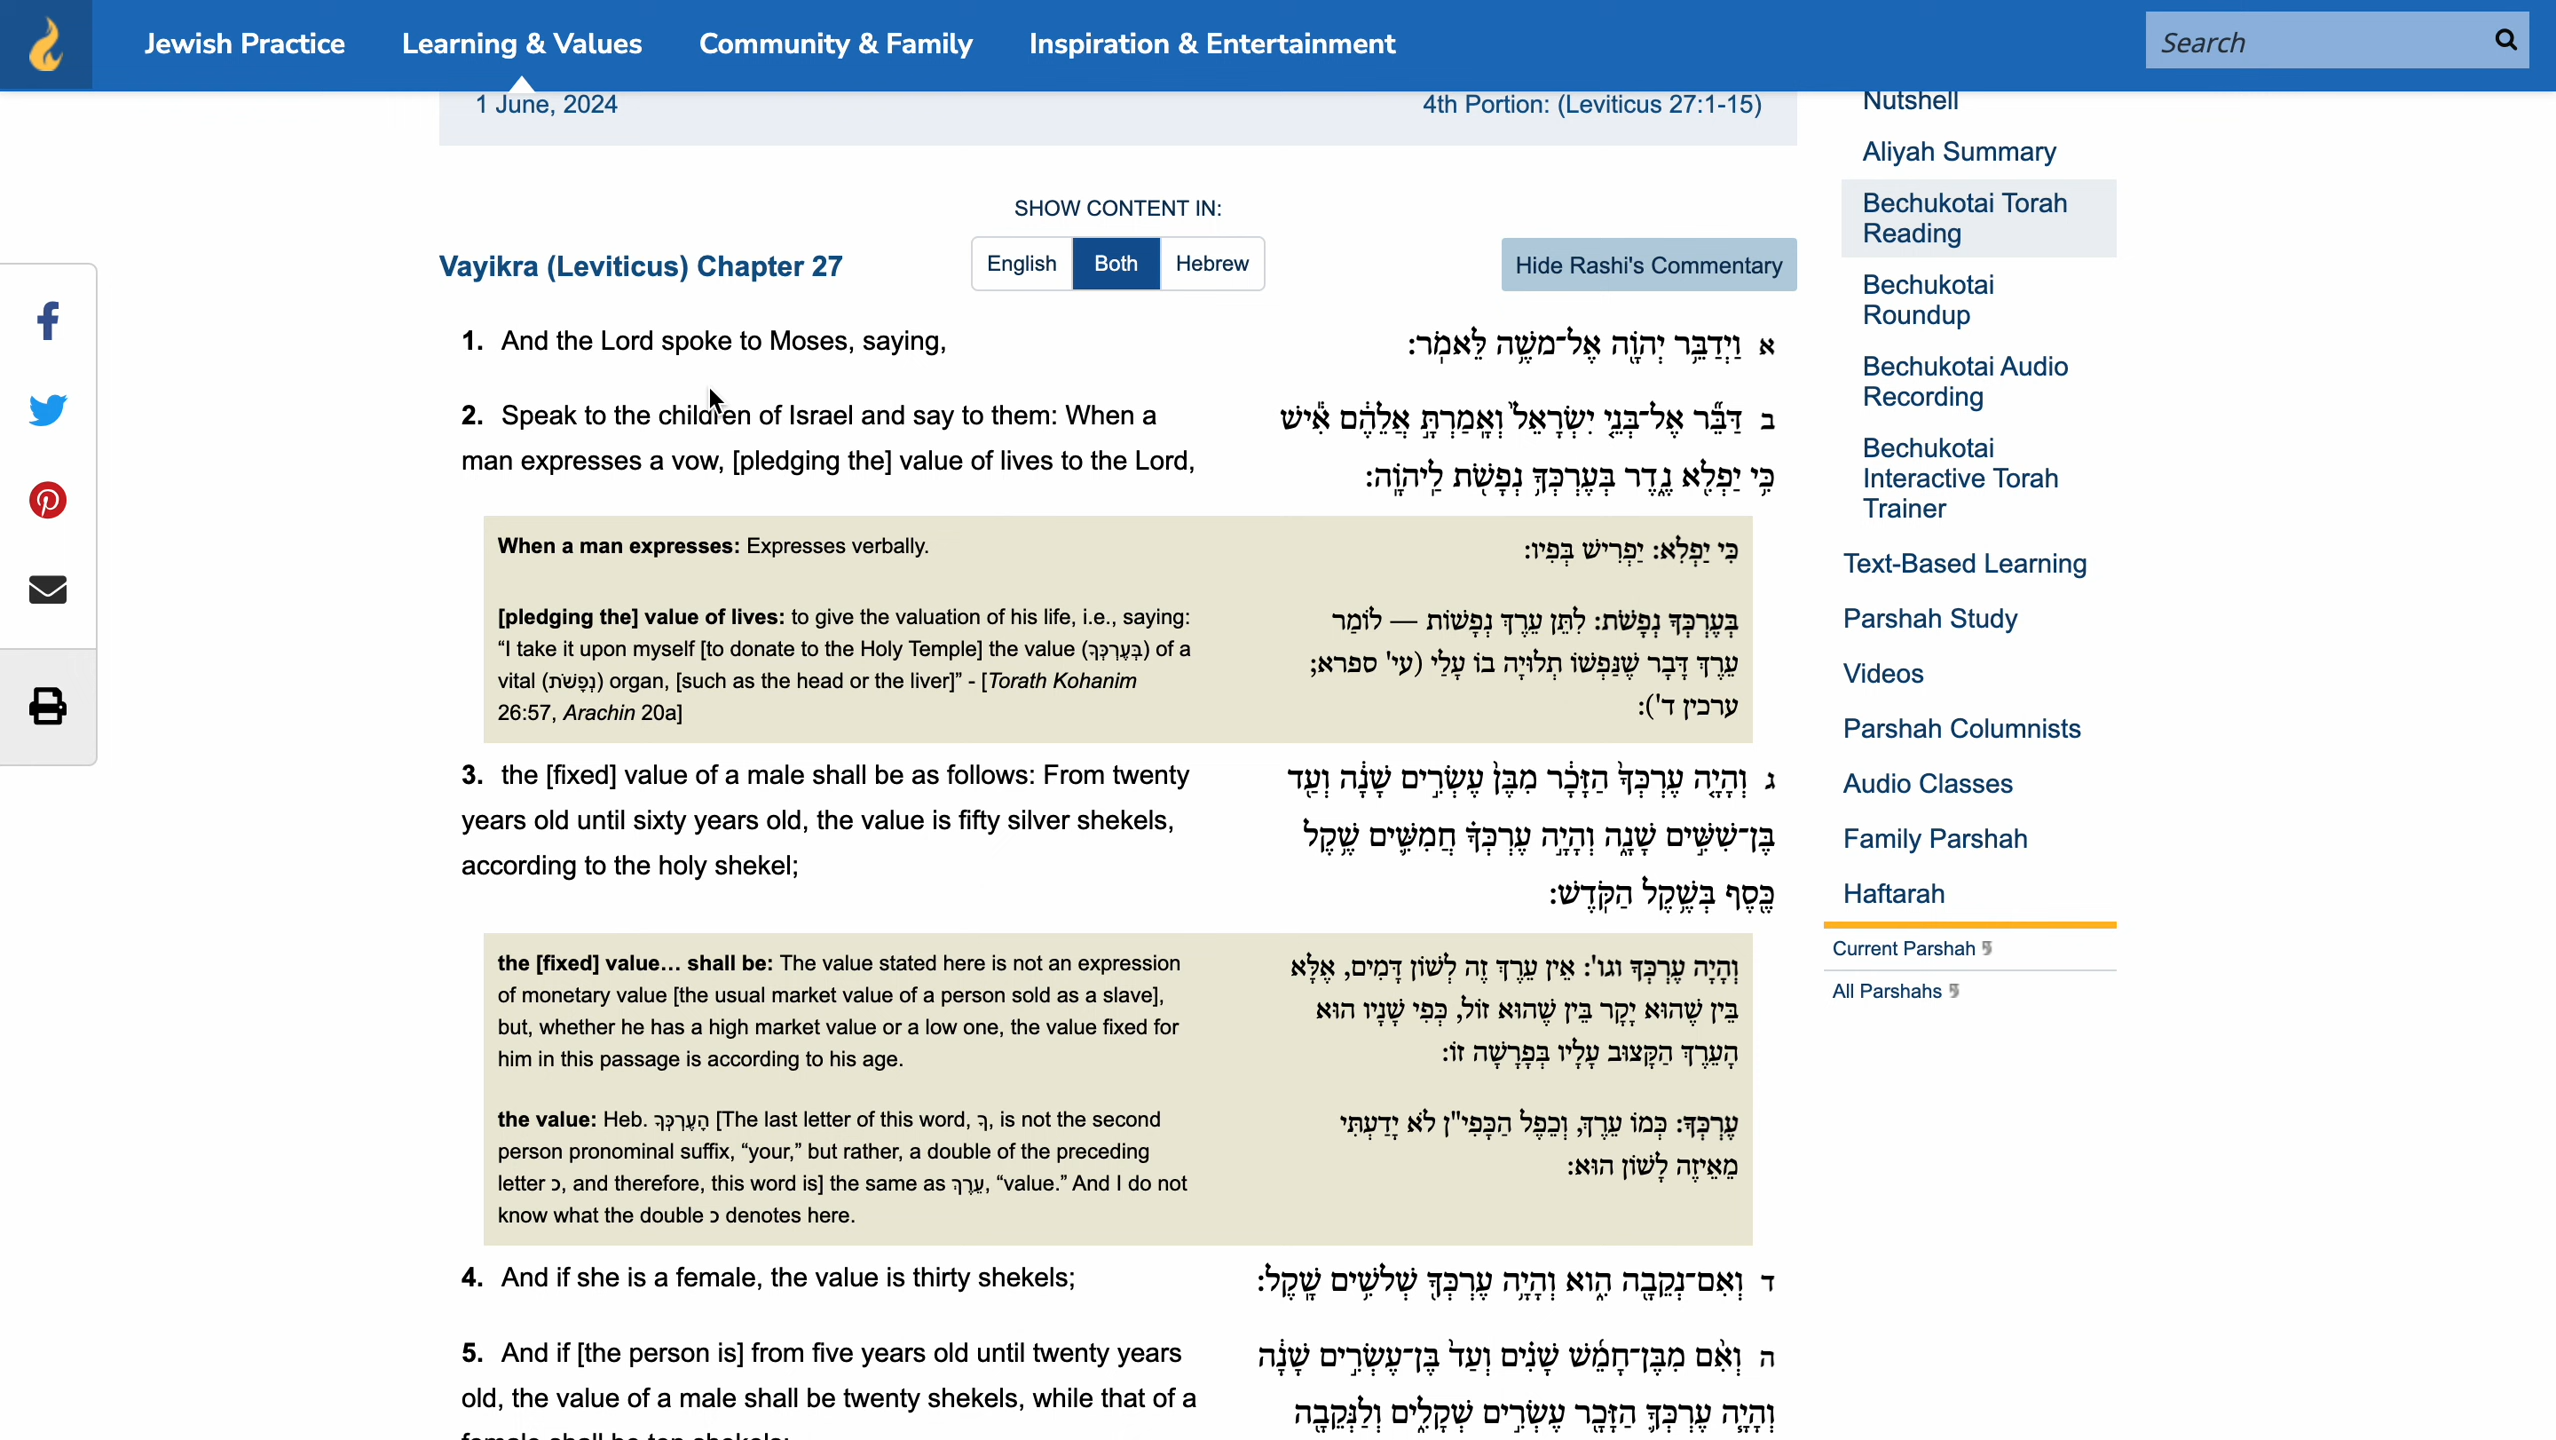 Jewish Practice
Learning & Values
Community & Family
Inspiration & Entertainment
Search
1 June, 2024
4th Portion: (Leviticus 27:1-15)
SHOW CONTENT IN:
Vayikra (Leviticus) Chapter 27
English
Both
Hebrew
Hide Rashi's Commentary
1. And the Lord spoke to Moses, saying,
א וַיְדַבֵּ֥ר יְהֹוָ֖ה אֶל־משֶׁ֥ה לֵּאמֹֽר:
2. Speak to the children of Israel and say to them: When a
man expresses a vow, [pledging the] value of lives to the Lord,
ב דַּבֵּ֞ר אֶל־בְּנֵ֤י יִשְׂרָאֵל֙ וְאָֽמַרְתָּ֣ אֲלֵהֶ֔ם אִ֕ישׁ
כִּ֥י יַפְלִ֖א נֶ֑דֶר בְּעֶרְכְּךָ֥ נְפָשֹׁ֖ת לַֽיהֹוָֽה:
When a man expresses: Expresses verbally.
כִּי יַפְלִא: יַפְרִישׁ בְּפִיו:
[pledging the] value of lives: to give the valuation of his life, i.e., saying:
“I take it upon myself [to donate to the Holy Temple] the value (בְּעֶרְכְּךָ) of a
vital (נְפָשׁוֹת) organ, [such as the head or the liver]” - [Torath Kohanim
26:57, Arachin 20a]
בְּעֶרְכְּךָ נְפָשֹׁת: לִתֵּן עֵרֶךְ נְפָשׁוֹת — לוֹמַר
עֵרֶךְ דָּבָר שֶׁנַּפְשׁוֹ תְלוּיָה בוֹ עָלַי (עי' ספרא;
ערכין ד'):
3. the [fixed] value of a male shall be as follows: From twenty
years old until sixty years old, the value is fifty silver shekels,
according to the holy shekel;
ג וְהָיָ֤ה עֶרְכְּךָ֙ הַזָּכָ֔ר מִבֶּן֙ עֶשְׂרִ֣ים שָׁנָ֔ה וְעַ֖ד
בֶּן־שִׁשִּׁ֣ים שָׁנָ֑ה וְהָיָ֣ה עֶרְכְּךָ֗ חֲמִשִּׁ֛ים שֶׁ֥קֶל
כֶּ֖סֶף בְּשֶׁ֥קֶל הַקֹּֽדֶשׁ:
the [fixed] value… shall be: The value stated here is not an expression
of monetary value [the usual market value of a person sold as a slave],
but, whether he has a high market value or a low one, the value fixed for
him in this passage is according to his age.
וְהָיָה עֶרְכְּךָ וגו': אֵין עֵרֶךְ זֶה לְשׁוֹן דָּמִים, אֶלָּא
בֵּין שֶׁהוּא יָקָר בֵּין שֶׁהוּא זוֹל, כְּפִי שָׁנָיו הוּא
הָעֵרֶךְ הַקָּצוּב עָלָיו בְּפָרָשָׁה זוֹ:
the value: Heb. הָעֶרְכְּךָ [The last letter of this word, ךָ, is not the second
person pronominal suffix, “your,” but rather, a double of the preceding
letter כ, and therefore, this word is] the same as עֵרֶךְ, “value.” And I do not
know what the double כ denotes here.
עֶרְכְּךָ: כְּמוֹ עֵרֶךְ, וְכֵפֶל הַכָּפִי"ן לֹא יָדַעְתִּי
מֵאֵיזֶה לָשׁוֹן הוּא:
4. And if she is a female, the value is thirty shekels;
ד וְאִם־נְקֵבָ֖ה הִ֑וא וְהָיָ֥ה עֶרְכְּךָ֖ שְׁלשִׁ֥ים שָֽׁקֶל:
5. And if [the person is] from five years old until twenty years
old, the value of a male shall be twenty shekels, while that of a
female shall be ten shekels;
ה וְאִ֨ם מִבֶּן־חָמֵ֜שׁ שָׁנִ֗ים וְעַד֙ בֶּן־עֶשְׂרִ֣ים שָׁנָ֔ה
וְהָיָ֧ה עֶרְכְּךָ֛ הַזָּכָ֖ר עֶשְׂרִ֣ים שְׁקָלִ֑ים וְלַנְּקֵבָ֖ה
Nutshell
Aliyah Summary
Bechukotai Torah
Reading
Bechukotai
Roundup
Bechukotai Audio
Recording
Bechukotai
Interactive Torah
Trainer
Text-Based Learning
Parshah Study
Videos
Parshah Columnists
Audio Classes
Family Parshah
Haftarah
Current Parshah
All Parshahs